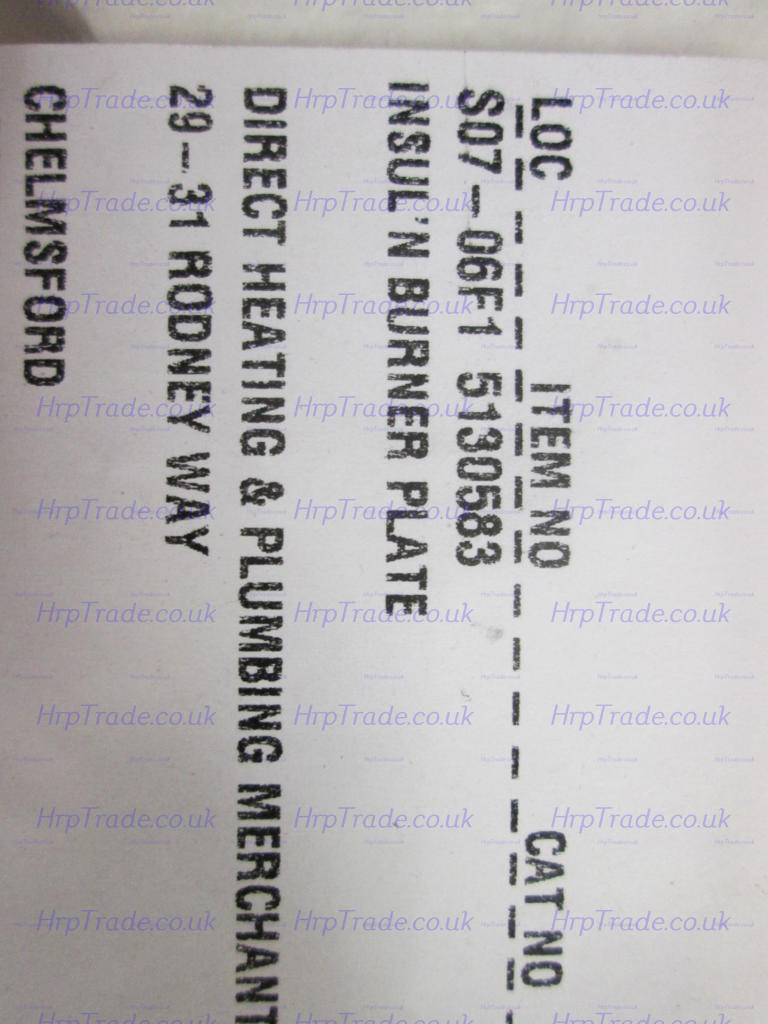 LOC ITEM NO CAT NO
S07-06F1 5130583
INSUL'N BURNER PLATE
DIRECT HEATING & PLUMBING MERCHANT
29-31 RODNEY WAY
CHELMSFORD
HrpTrade.co.uk